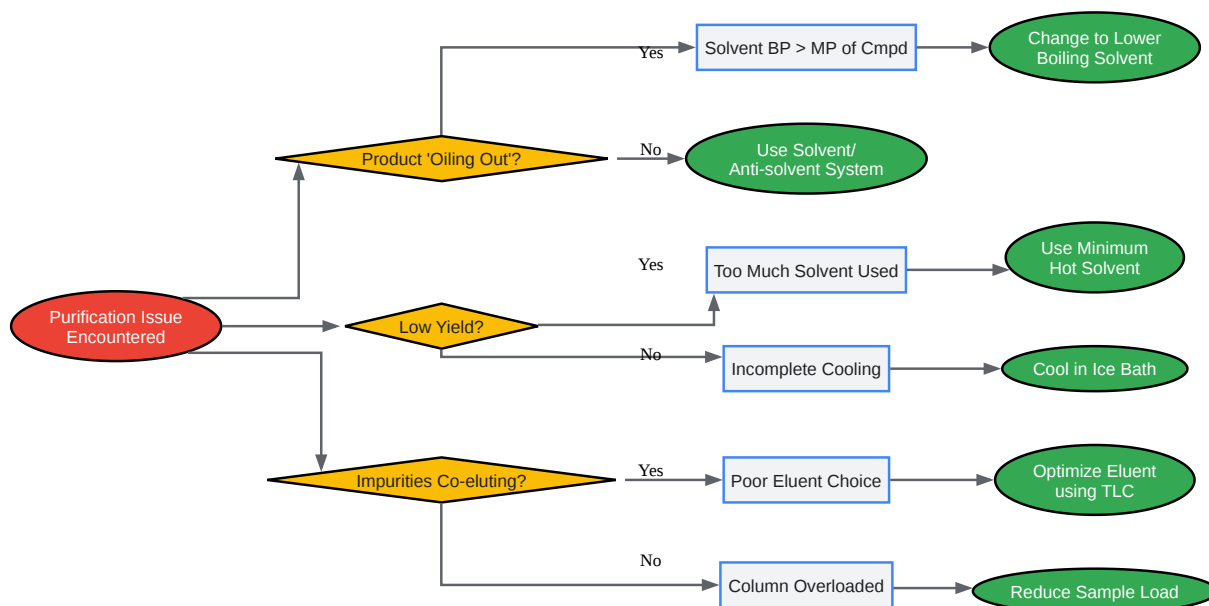 Yes
Solvent BP > MP of Cmpd
Change to Lower
Boiling Solvent
Product 'Oiling Out'?
No
Use Solvent/
Anti-solvent System
Purification Issue
Encountered
Low Yield?
Yes
Too Much Solvent Used
Use Minimum
Hot Solvent
No
Incomplete Cooling
Cool in Ice Bath
Impurities Co-eluting?
Yes
Poor Eluent Choice
Optimize Eluent
using TLC
No
Column Overloaded
Reduce Sample Load